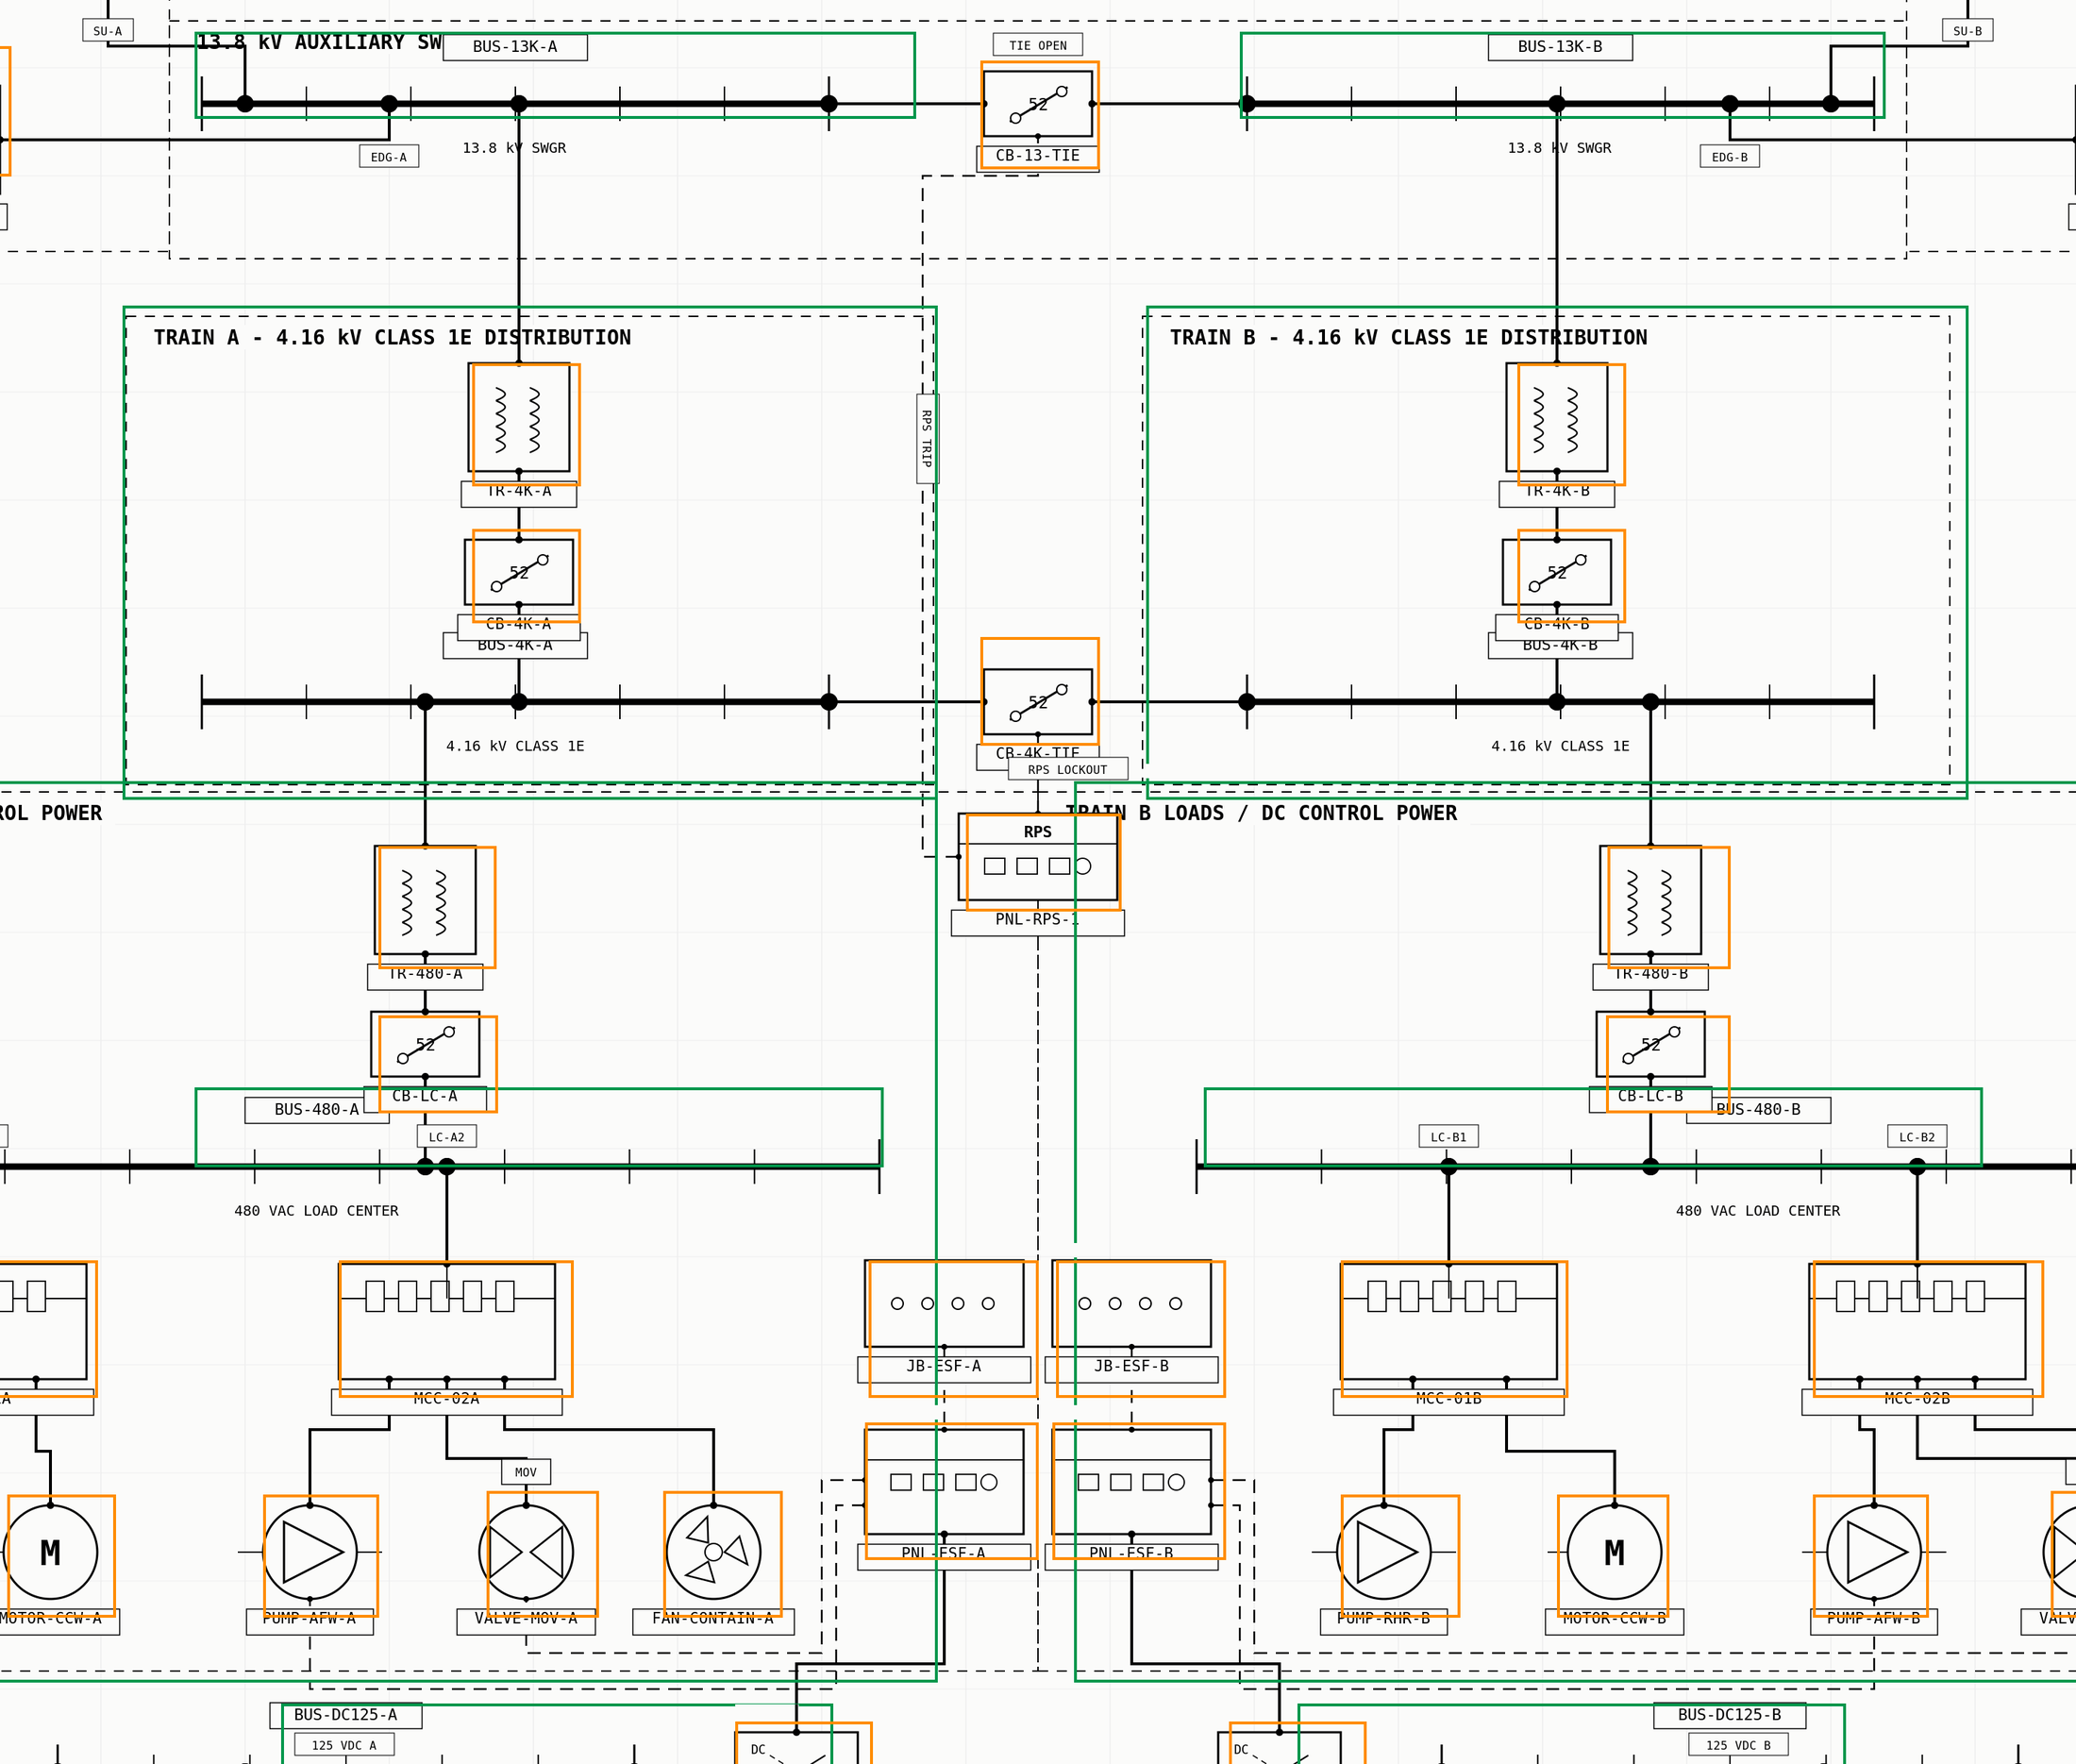 SU-A
SU-B
13.8 kV AUXILIARY SW
BUS-13K-A
TIE OPEN
BUS-13K-B
52
13.8 kV SWGR
EDG-A
CB-13-TIE
13.8 kV SWGR
EDG-B
TRAIN A - 4.16 kV CLASS 1E DISTRIBUTION
TRAIN B - 4.16 kV CLASS 1E DISTRIBUTION
RPS TRIP
TR-4K-A
TR-4K-B
52
52
CB-4K-A
CB-4K-B
BUS-4K-A
BUS-4K-B
52
4.16 kV CLASS 1E
CB-4K-TIE
4.16 kV CLASS 1E
RPS LOCKOUT
ROL POWER
TRAIN B LOADS / DC CONTROL POWER
RPS
PNL-RPS-1
TR-480-A
TR-480-B
52
52
CB-LC-A
CB-LC-B
BUS-480-A
BUS-480-B
LC-A2
LC-B1
LC-B2
480 VAC LOAD CENTER
480 VAC LOAD CENTER
JB-ESF-A
JB-ESF-B
A
MCC-02A
MCC-01B
MCC-02B
MOV
M
M
PNL-ESF-A
PNL-ESF-B
MOTOR-CCW-A
PUMP-AFW-A
VALVE-MOV-A
FAN-CONTAIN-A
PUMP-RHR-B
MOTOR-CCW-B
PUMP-AFW-B
VALV
BUS-DC125-A
BUS-DC125-B
125 VDC A
DC
DC
125 VDC B